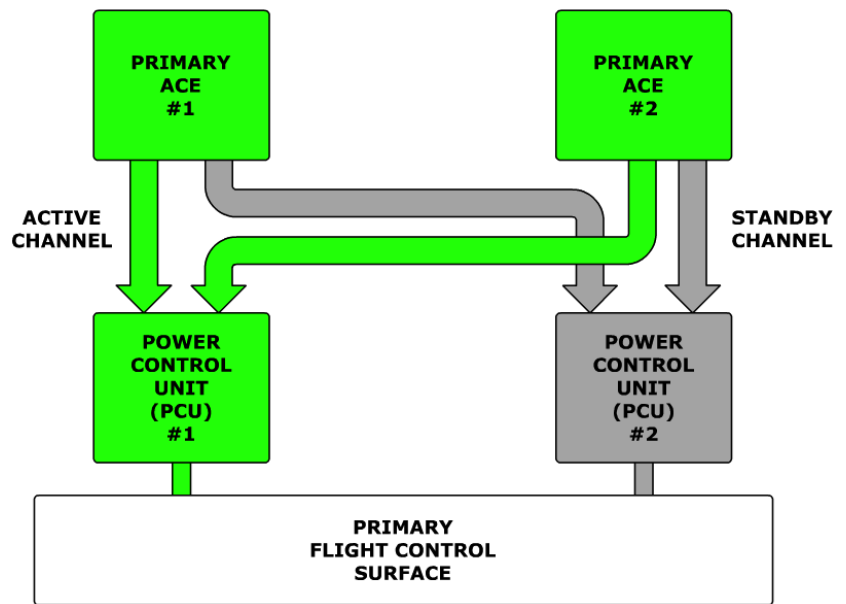 PRIMARY
ACE
#1
PRIMARY
ACE
#2
ACTIVE
CHANNEL
STANDBY
CHANNEL
POWER
CONTROL
UNIT
(PCU)
#1
POWER
CONTROL
UNIT
(PCU)
#2
PRIMARY
FLIGHT CONTROL
SURFACE